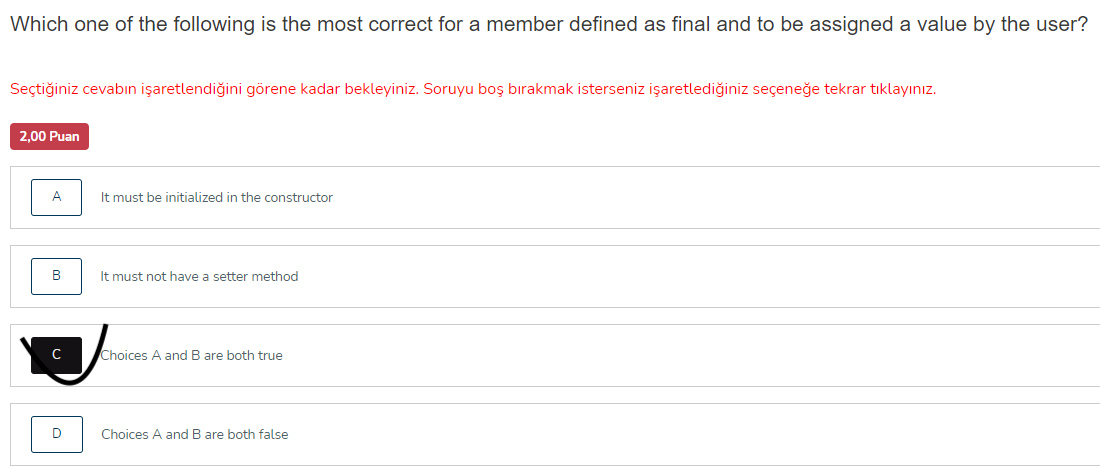 Which one of the following is the most correct for a member defined as final and to be assigned a value by the user?
Seçtiğiniz cevabın işaretlendiğini görene kadar bekleyiniz. Soruyu boş bırakmak isterseniz işaretlediğiniz seçeneğe tekrar tıklayınız.
2,00 Puan
A It must be initialized in the constructor
B It must not have a setter method
C Choices A and B are both true
D Choices A and B are both false